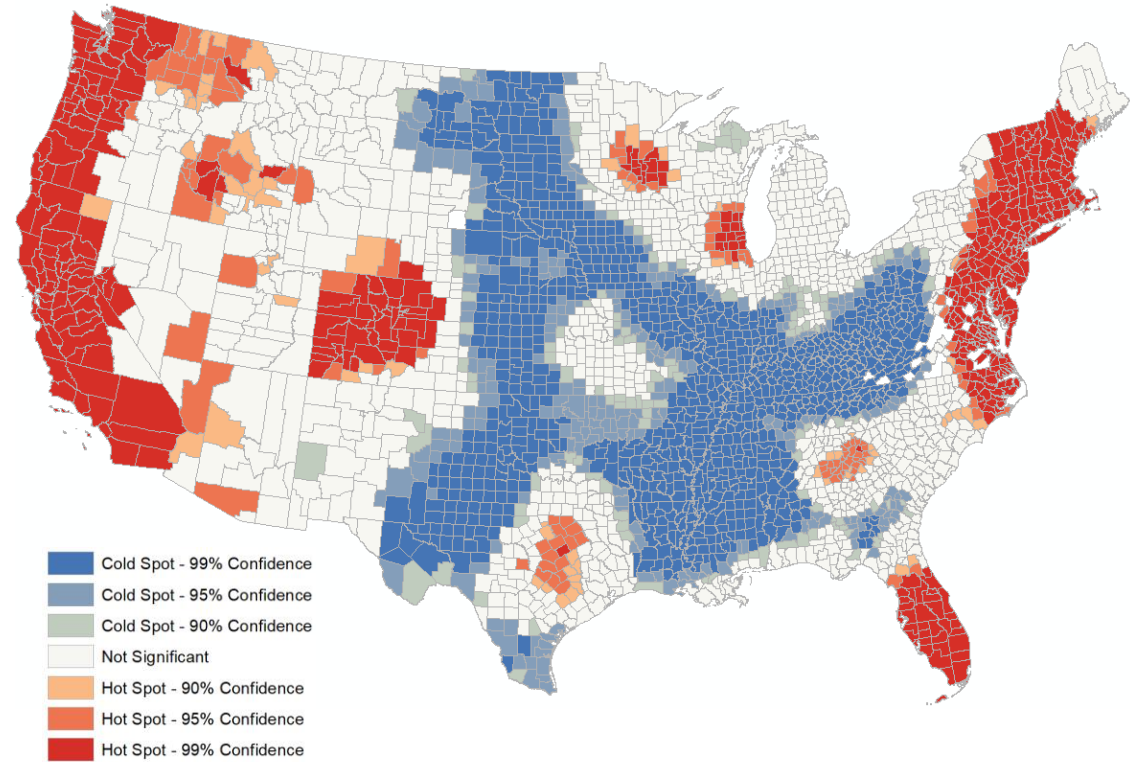 Cold Spot - 99% Confidence
Cold Spot - 95% Confidence
Cold Spot - 90% Confidence
Not Significant
Hot Spot - 90% Confidence
Hot Spot - 95% Confidence
Hot Spot - 99% Confidence